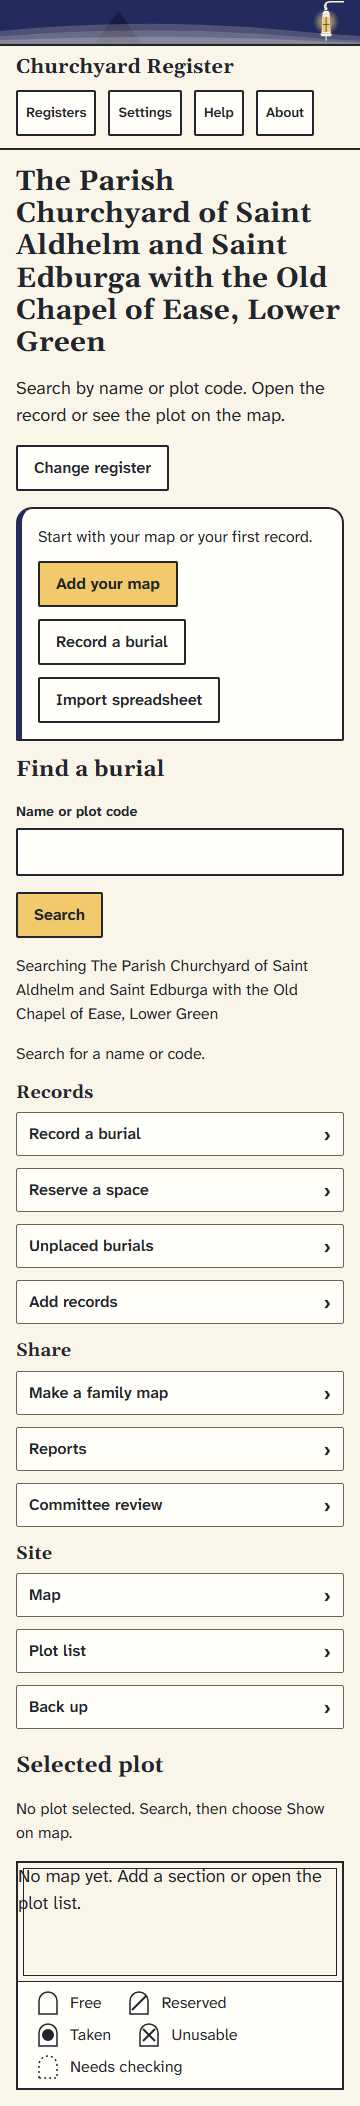 Churchyard Register
Registers Settings Help About
The Parish
Churchyard of Saint
Aldhelm and Saint
Edburga with the Old
Chapel of Ease, Lower
Green
Search by name or plot code. Open the
record or see the plot on the map.
Change register
Start with your map or your first record.
Add your map
Record a burial
Import spreadsheet
Find a burial
Name or plot code
Search
Searching The Parish Churchyard of Saint
Aldhelm and Saint Edburga with the Old
Chapel of Ease, Lower Green
Search for a name or code.
Records
Record a burial ›
Reserve a space ›
Unplaced burials ›
Add records ›
Share
Make a family map ›
Reports ›
Committee review ›
Site
Map ›
Plot list ›
Back up ›
Selected plot
No plot selected. Search, then choose Show
on map.
No map yet. Add a section or open the
plot list.
Free Reserved
Taken Unusable
Needs checking